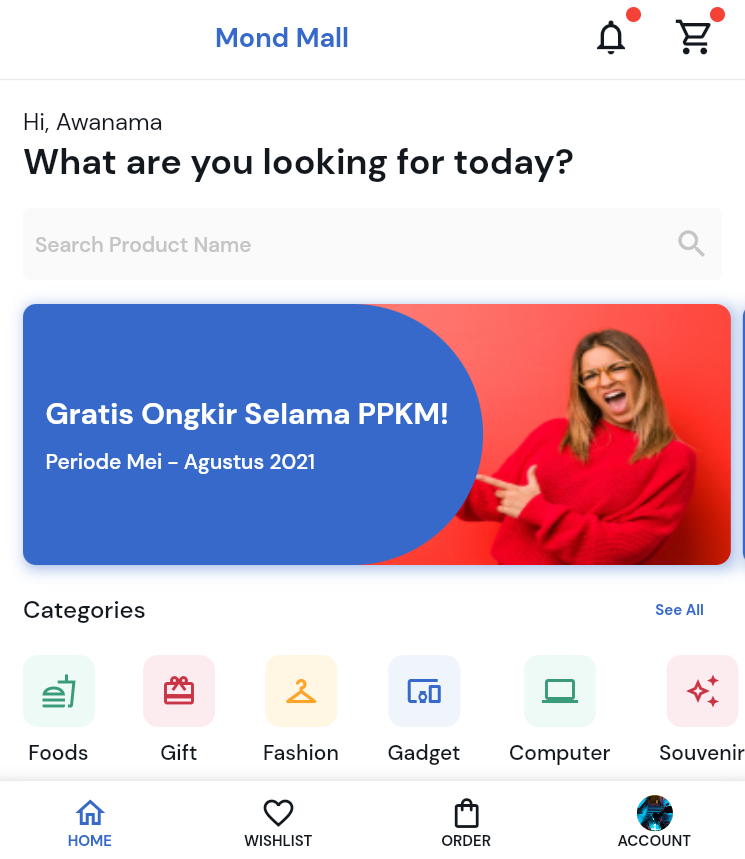 Mond Mall
Hi, Awanama
What are you looking for today?
Search Product Name
Gratis Ongkir Selama PPKM!
Periode Mei - Agustus 2021
Categories
See All
Foods
Gift
Fashion
Gadget
Computer
Souvenir
HOME
WISHLIST
ORDER
ACCOUNT